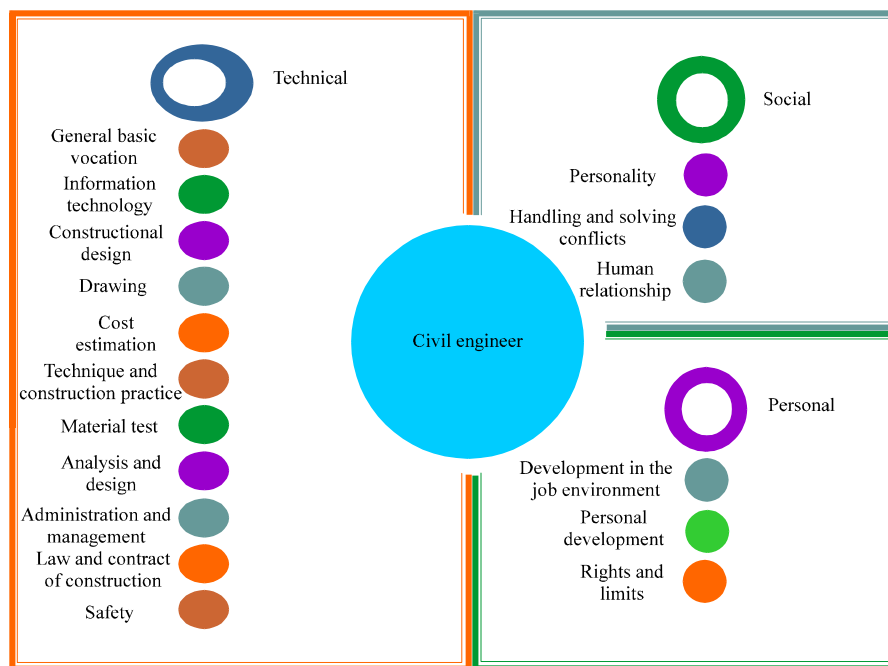 Technical
General basic
vocation
Information
technology
Constructional
design
Drawing
Cost
estimation
Technique and
construction practice
Material test
Analysis and
design
Administration and
management
Law and contract
of construction
Safety
Civil engineer
Social
Personality
Handling and solving
conflicts
Human
relationship
Personal
Development in the
job environment
Personal
development
Rights and
limits